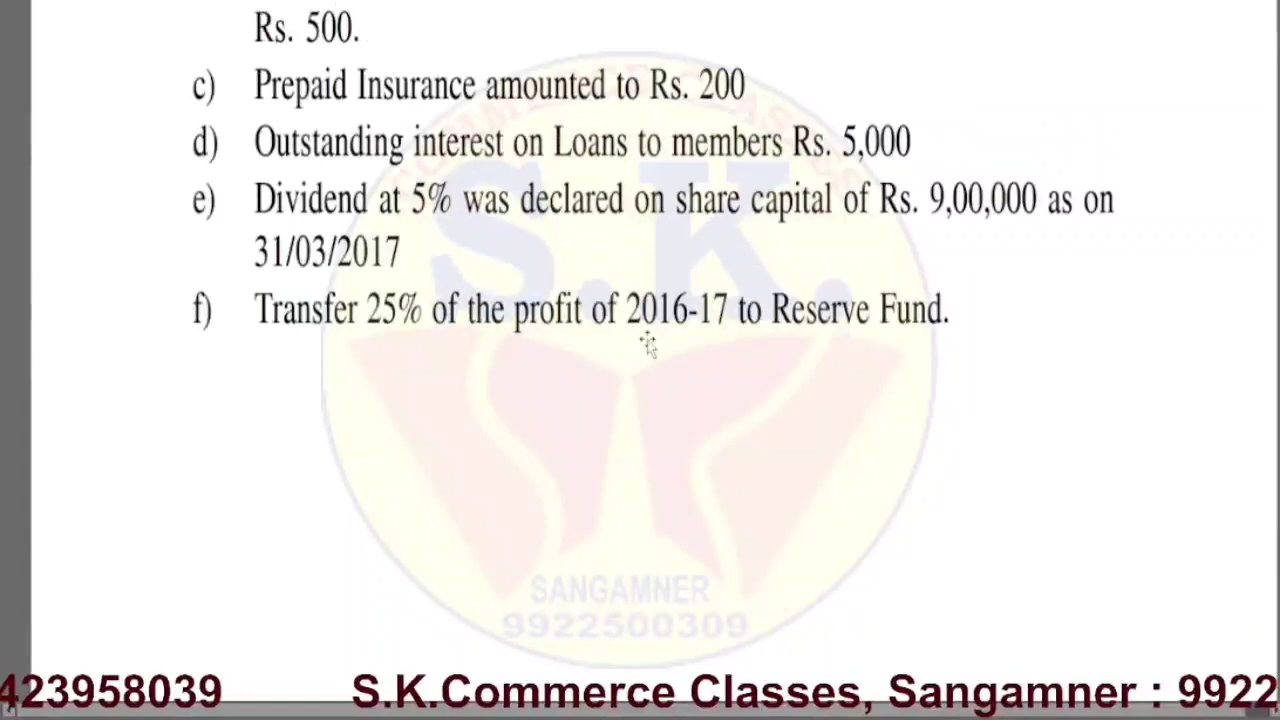 Rs. 500.
c) Prepaid Insurance amounted to Rs. 200
d) Outstanding interest on Loans to members Rs. 5,000
e) Dividend at 5% was declared on share capital of Rs. 9,00,000 as on
31/03/2017
f) Transfer 25% of the profit of 2016-17 to Reserve Fund.
S.K.
SANGAMNER
9922500309
423958039 S.K.Commerce Classes, Sangamner : 9922